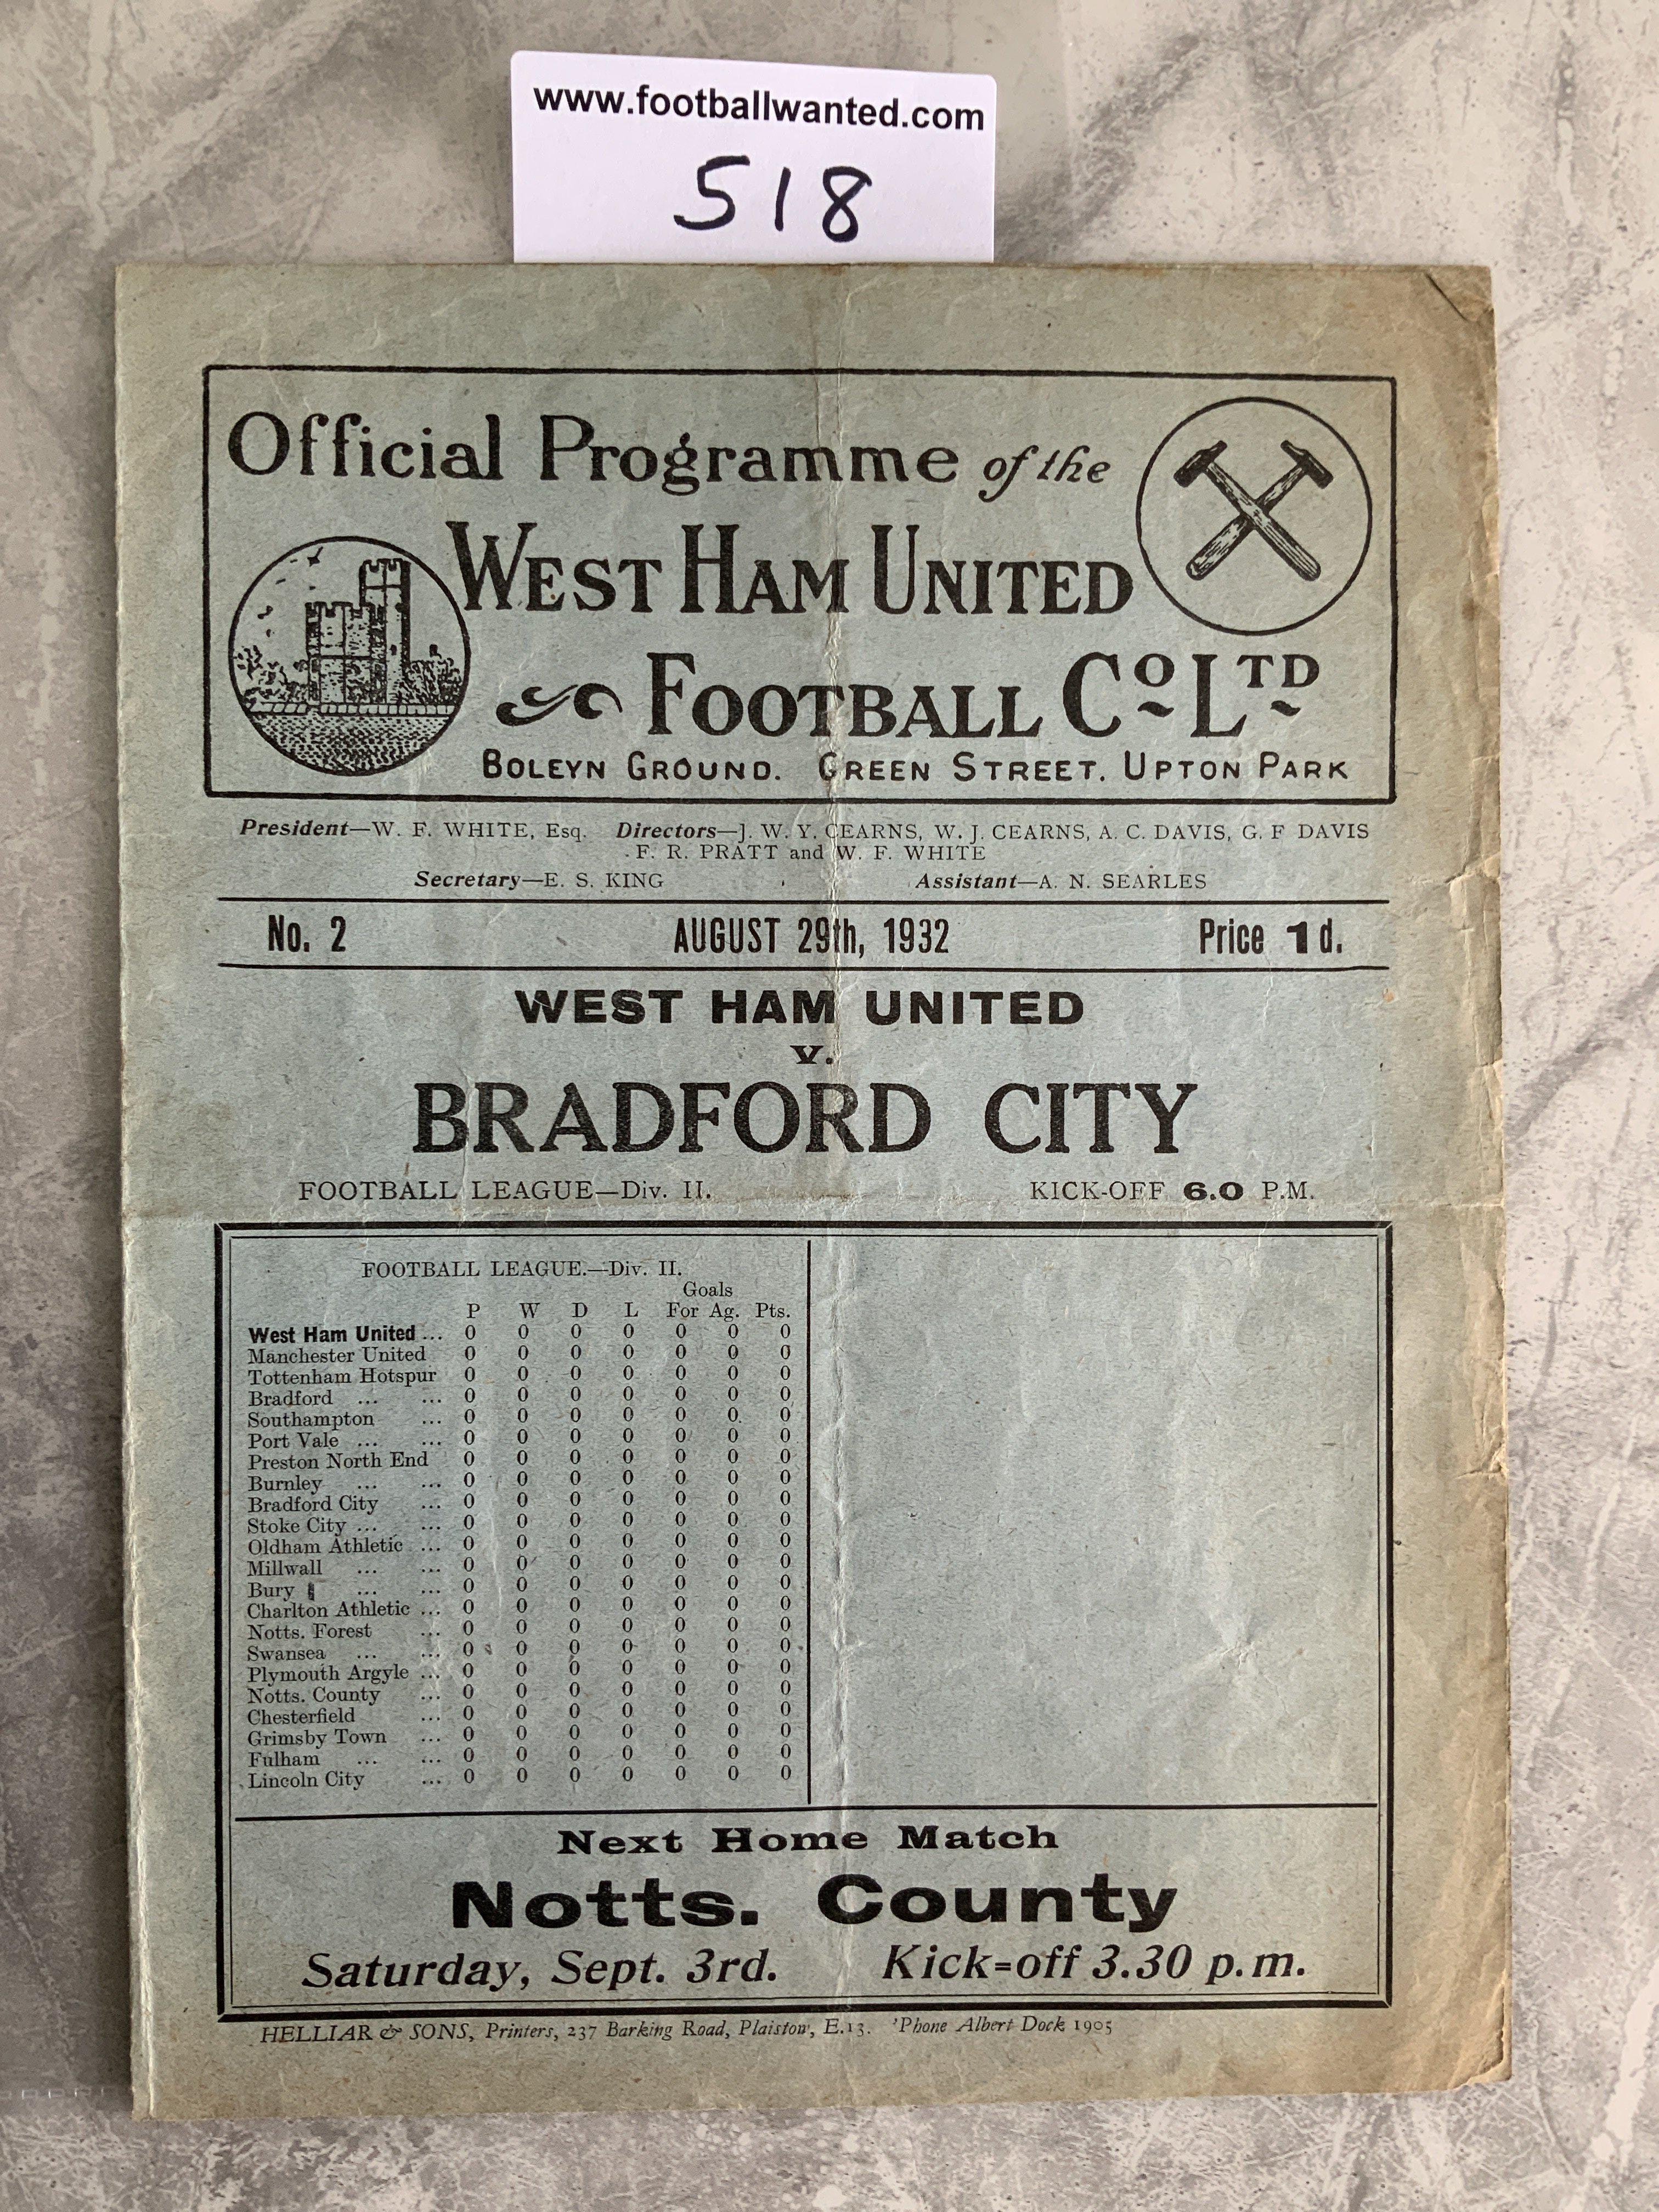 www.footballwanted.com
518
Official Programme of the
WEST HAM UNITED
FOOTBALL CO LTD
BOLEYN GROUND. GREEN STREET. UPTON PARK
President—W. F. WHITE, Esq. Directors—J. W. Y. CEARNS, W. J. CEARNS, A. C. DAVIS, G. F DAVIS
F. R. PRATT and W. F. WHITE
Secretary—E. S. KING Assistant—A. N. SEARLES
No. 2 AUGUST 29th, 1932 Price 1d.
WEST HAM UNITED
v.
BRADFORD CITY
FOOTBALL LEAGUE—Div. II. KICK-OFF 6.0 P.M.
FOOTBALL LEAGUE.—Div. II.
Goals
P W D L For Ag. Pts.
West Ham United ... 0 0 0 0 0 0 0
Manchester United 0 0 0 0 0 0 0
Tottenham Hotspur 0 0 0 0 0 0 0
Bradford ... ... 0 0 0 0 0 0 0
Southampton ... 0 0 0 0 0 0 0
Port Vale ... ... 0 0 0 0 0 0 0
Preston North End 0 0 0 0 0 0 0
Burnley ... ... 0 0 0 0 0 0 0
Bradford City ... 0 0 0 0 0 0 0
Stoke City ... ... 0 0 0 0 0 0 0
Oldham Athletic ... 0 0 0 0 0 0 0
Millwall ... ... 0 0 0 0 0 0 0
Bury ... ... 0 0 0 0 0 0 0
Charlton Athletic ... 0 0 0 0 0 0 0
Notts. Forest ... 0 0 0 0 0 0 0
Swansea ... ... 0 0 0 0 0 0 0
Plymouth Argyle ... 0 0 0 0 0 0 0
Notts. County ... 0 0 0 0 0 0 0
Chesterfield ... 0 0 0 0 0 0 0
Grimsby Town ... 0 0 0 0 0 0 0
Fulham ... ... 0 0 0 0 0 0 0
Lincoln City ... 0 0 0 0 0 0 0
Next Home Match
Notts. County
Saturday, Sept. 3rd. Kick=off 3.30 p.m.
HELLIAR & SONS, Printers, 237 Barking Road, Plaistow, E.13. 'Phone Albert Dock 1905